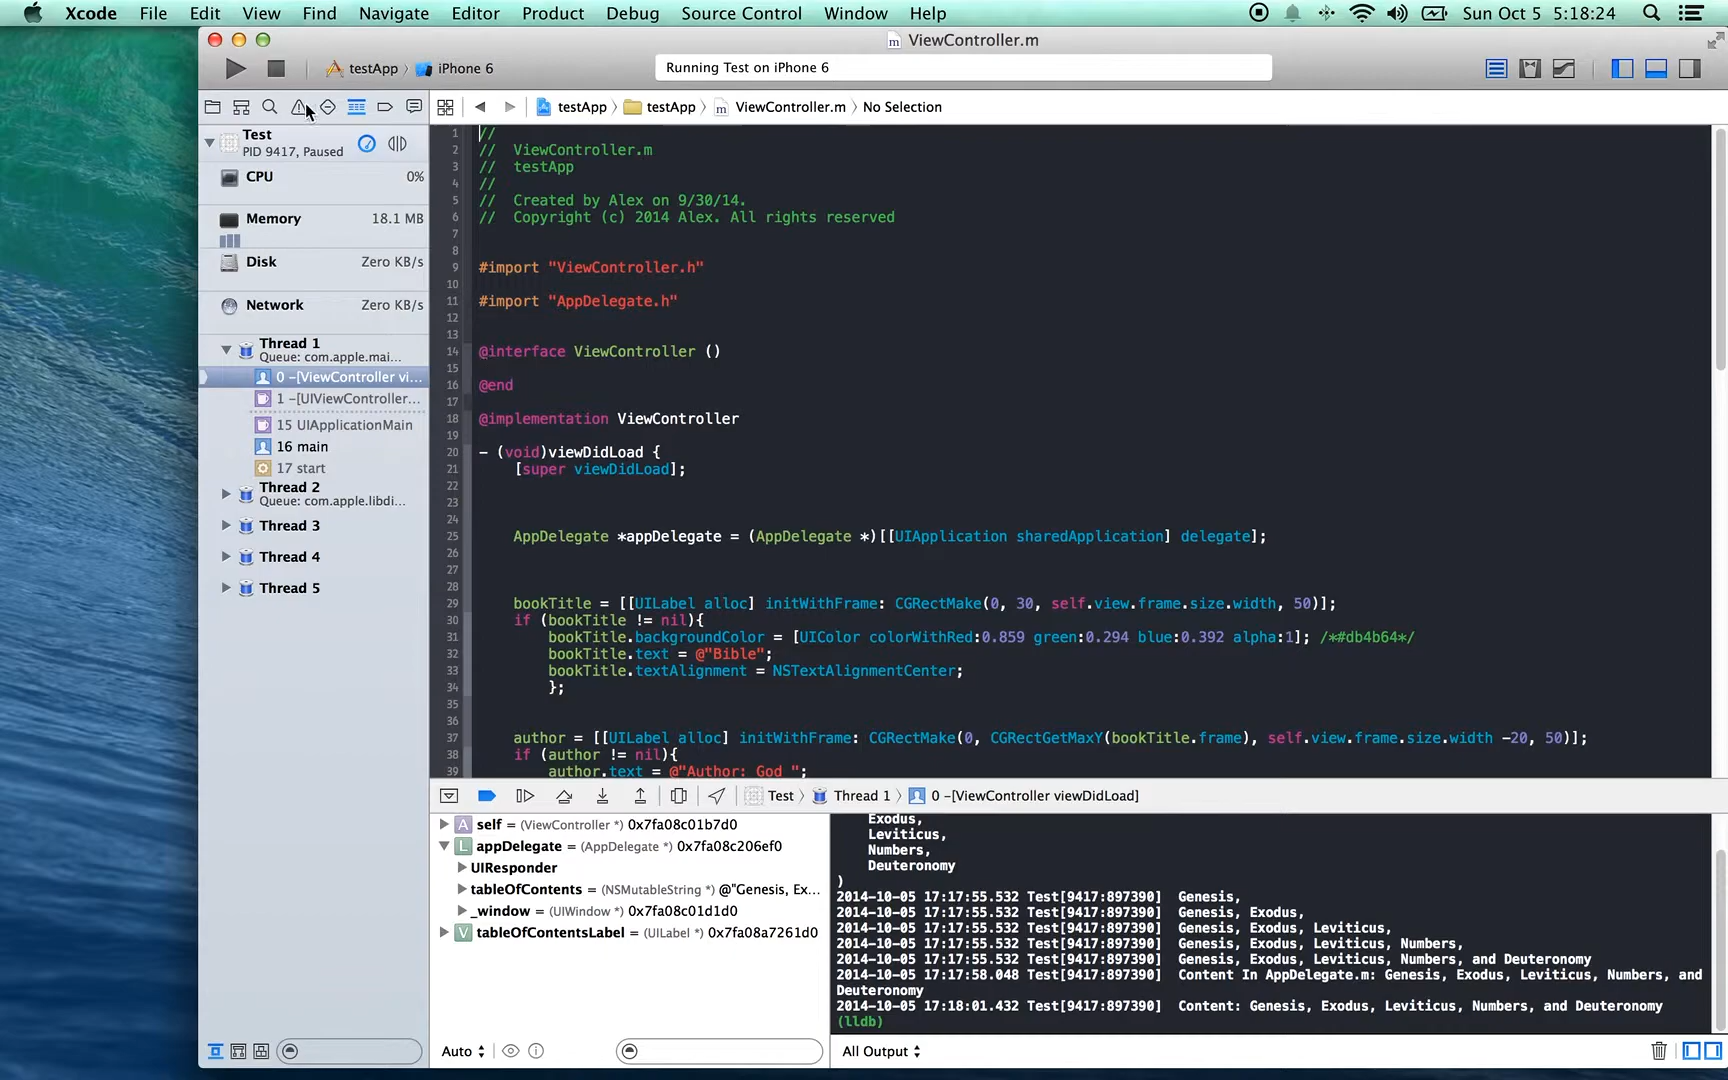 Xcode File Edit View Find Navigate Editor Product Debug Source Control Window Help Sun Oct 5 5:18:24
ViewController.m
testApp iPhone 6
Running Test on iPhone 6
testApp testApp ViewController.m No Selection
Test
PID 9417, Paused
CPU 0%
Memory 18.1 MB
Disk Zero KB/s
Network Zero KB/s
Thread 1
Queue: com.apple.mai...
0 -[ViewController vi...
1 -[UIViewController...
15 UIApplicationMain
16 main
17 start
Thread 2
Queue: com.apple.libdi...
Thread 3
Thread 4
Thread 5
1 //
2 // ViewController.m
3 // testApp
4 //
5 // Created by Alex on 9/30/14.
6 // Copyright (c) 2014 Alex. All rights reserved
7
8
9 #import "ViewController.h"
10
11 #import "AppDelegate.h"
12
13
14 @interface ViewController ()
15
16 @end
17
18 @implementation ViewController
19
20 - (void)viewDidLoad {
21 [super viewDidLoad];
22
23
24
25 AppDelegate *appDelegate = (AppDelegate *)[[UIApplication sharedApplication] delegate];
26
27
28
29 bookTitle = [[UILabel alloc] initWithFrame: CGRectMake(0, 30, self.view.frame.size.width, 50)];
30 if (bookTitle != nil){
31 bookTitle.backgroundColor = [UIColor colorWithRed:0.859 green:0.294 blue:0.392 alpha:1]; /*#db4b64*/
32 bookTitle.text = @"Bible";
33 bookTitle.textAlignment = NSTextAlignmentCenter;
34 };
35
36
37 author = [[UILabel alloc] initWithFrame: CGRectMake(0, CGRectGetMaxY(bookTitle.frame), self.view.frame.size.width -20, 50)];
38 if (author != nil){
39 author.text = @"Author: God ";
Test Thread 1 0 -[ViewController viewDidLoad]
A self = (ViewController *) 0x7fa08c01b7d0
L appDelegate = (AppDelegate *) 0x7fa08c206ef0
UIResponder
tableOfContents = (NSMutableString *) @"Genesis, Ex...
_window = (UIWindow *) 0x7fa08c01d1d0
V tableOfContentsLabel = (UILabel *) 0x7fa08a7261d0
Exodus,
Leviticus,
Numbers,
Deuteronomy
)
2014-10-05 17:17:55.532 Test[9417:897390] Genesis,
2014-10-05 17:17:55.532 Test[9417:897390] Genesis, Exodus,
2014-10-05 17:17:55.532 Test[9417:897390] Genesis, Exodus, Leviticus,
2014-10-05 17:17:55.532 Test[9417:897390] Genesis, Exodus, Leviticus, Numbers,
2014-10-05 17:17:55.532 Test[9417:897390] Genesis, Exodus, Leviticus, Numbers, and Deuteronomy
2014-10-05 17:17:58.048 Test[9417:897390] Content In AppDelegate.m: Genesis, Exodus, Leviticus, Numbers, and
Deuteronomy
2014-10-05 17:18:01.432 Test[9417:897390] Content: Genesis, Exodus, Leviticus, Numbers, and Deuteronomy
(lldb)
Auto
All Output